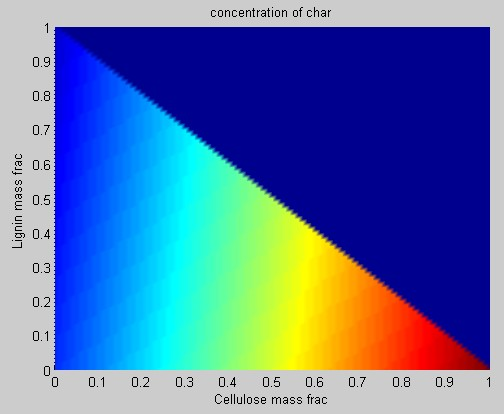 concentration of char
1
0.9
0.8
0.7
0.6
0.5
0.4
0.3
0.2
0.1
0
Lignin mass frac
0 0.1 0.2 0.3 0.4 0.5 0.6 0.7 0.8 0.9 1
Cellulose mass frac